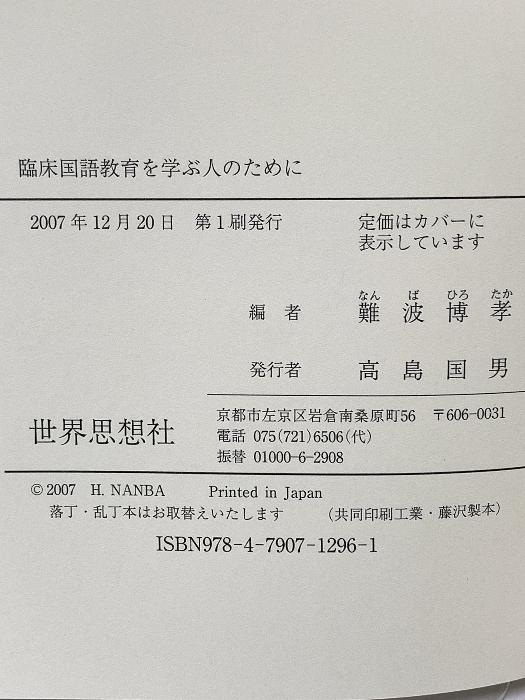 臨床国語教育を学ぶ人のために
2007年12月20日　第1刷発行
定価はカバーに
表示しています
なん　ば　ひろ　たか
編　者　難　波　博　孝
発行者　高　島　国　男
世界思想社
京都市左京区岩倉南桑原町56　〒606-0031
電話 075(721)6506(代)
振替 01000-6-2908
©2007　H. NANBA　Printed in Japan
落丁・乱丁本はお取替えいたします　（共同印刷工業・藤沢製本）
ISBN978-4-7907-1296-1